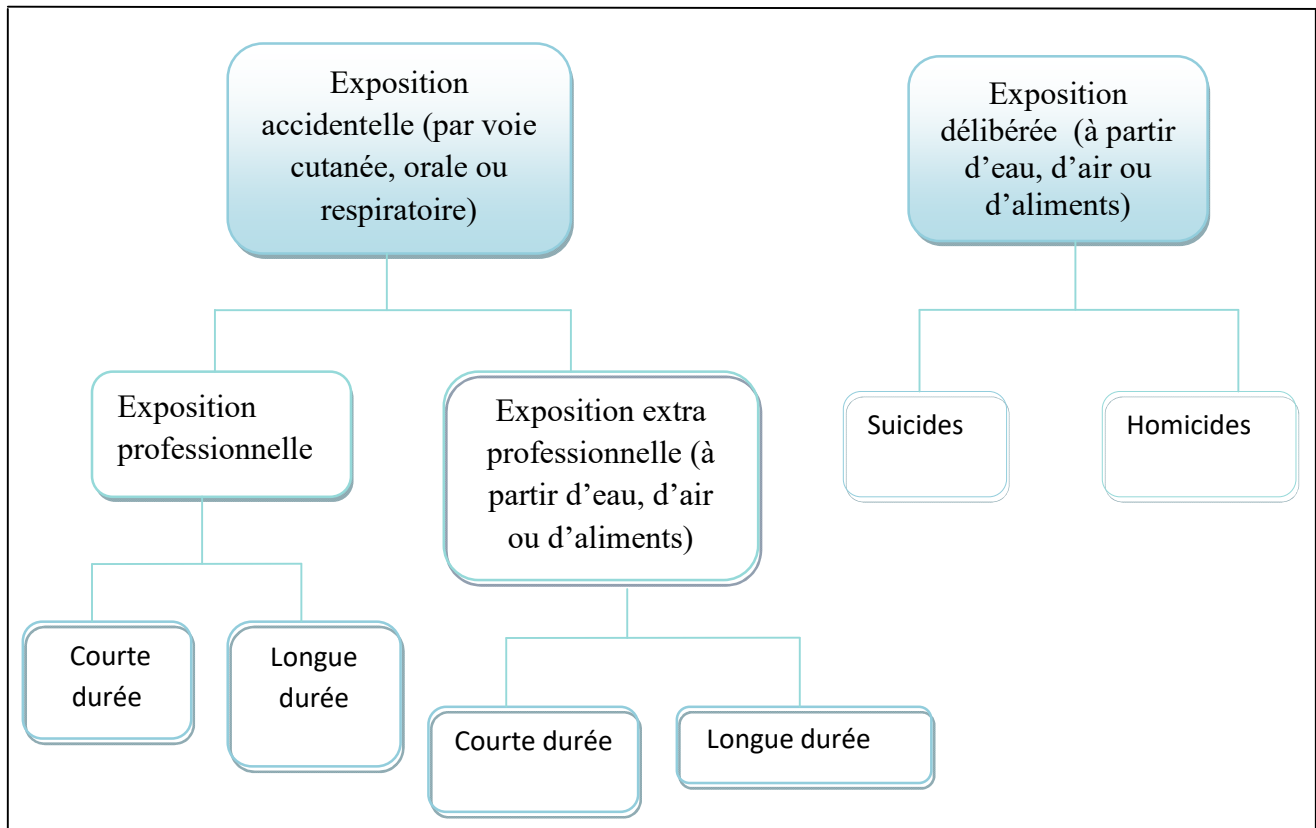 Exposition
accidentelle (par voie
cutanée, orale ou
respiratoire)
Exposition
délibérée (à partir
d’eau, d’air ou
d’aliments)
Exposition
professionnelle
Exposition extra
professionnelle (à
partir d’eau, d’air
ou d’aliments)
Suicides
Homicides
Courte
durée
Longue
durée
Courte durée
Longue durée